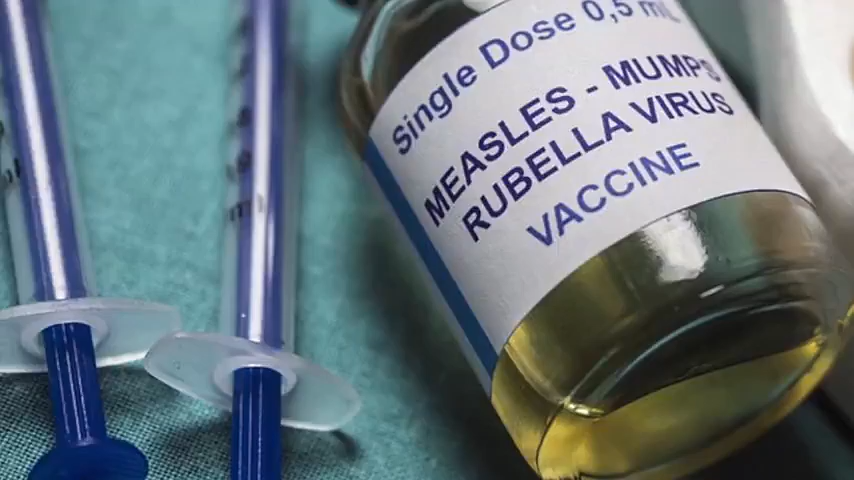 Single Dose 0,5 mL
MEASLES - MUMPS
RUBELLA VIRUS
VACCINE